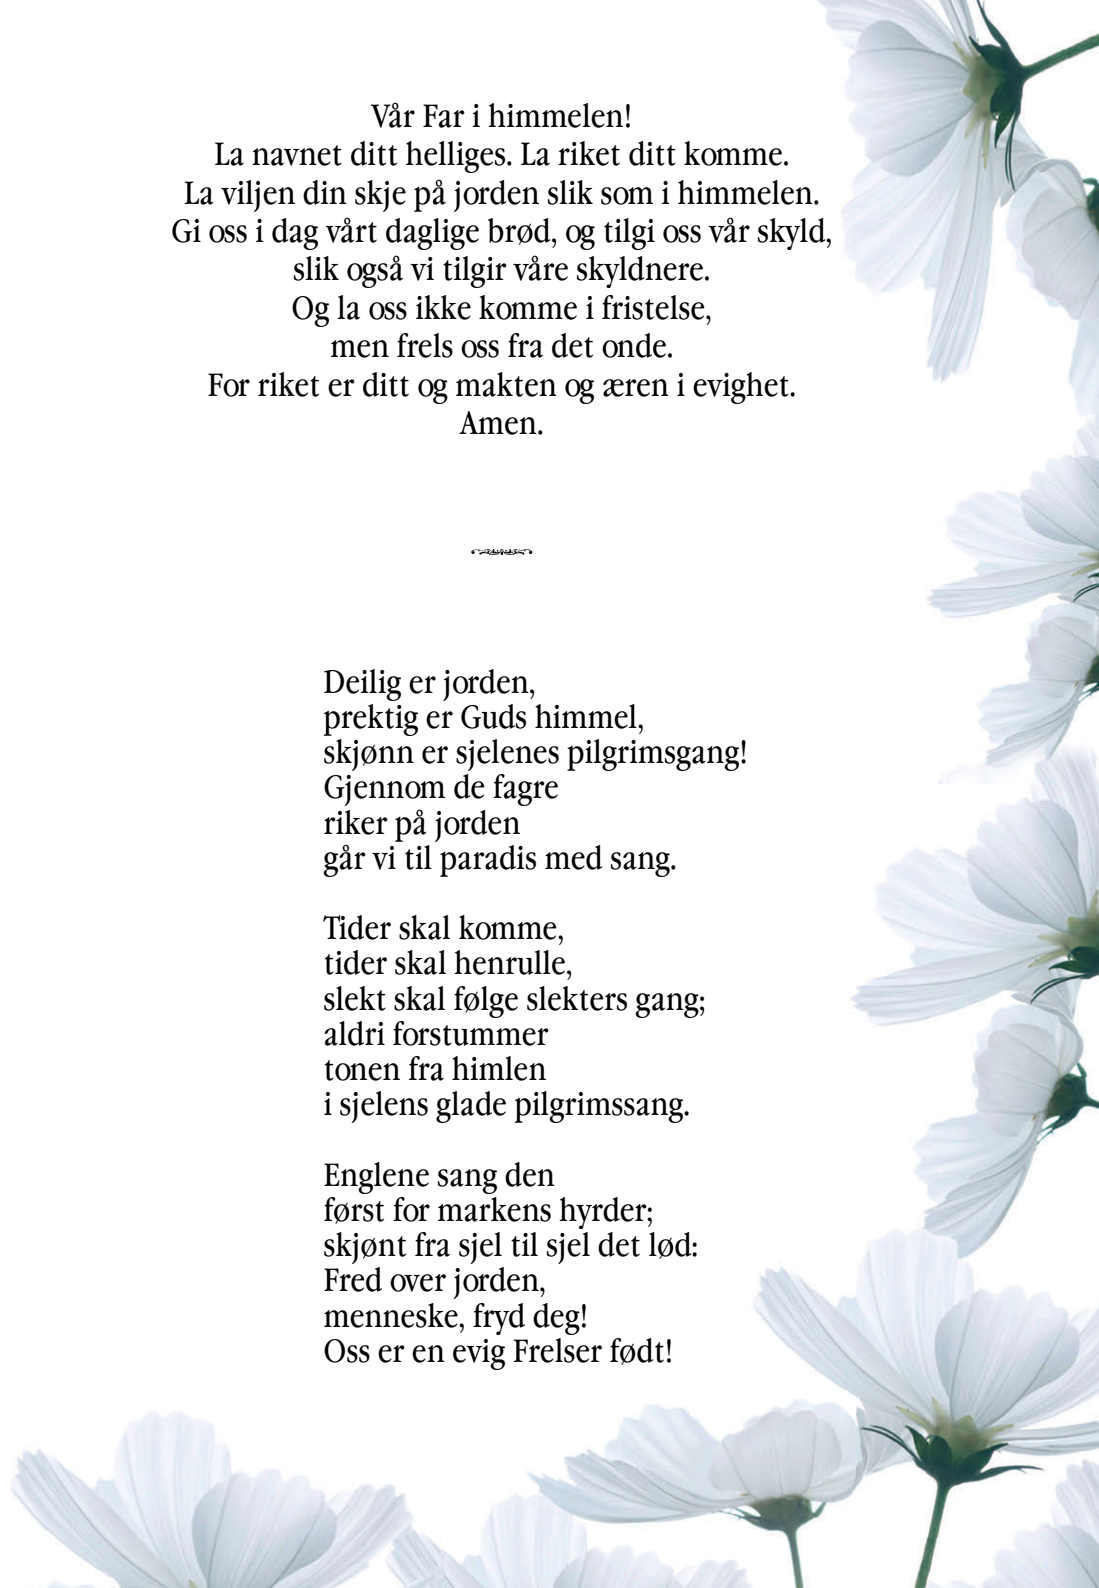 Vår Far i himmelen!
La navnet ditt helliges. La riket ditt komme.
La viljen din skje på jorden slik som i himmelen.
Gi oss i dag vårt daglige brød, og tilgi oss vår skyld,
slik også vi tilgir våre skyldnere.
Og la oss ikke komme i fristelse,
men frels oss fra det onde.
For riket er ditt og makten og æren i evighet.
Amen.
Deilig er jorden,
prektig er Guds himmel,
skjønn er sjelenes pilgrimsgang!
Gjennom de fagre
riker på jorden
går vi til paradis med sang.
Tider skal komme,
tider skal henrulle,
slekt skal følge slekters gang;
aldri forstummer
tonen fra himlen
i sjelens glade pilgrimssang.
Englene sang den
først for markens hyrder;
skjønt fra sjel til sjel det lød:
Fred over jorden,
menneske, fryd deg!
Oss er en evig Frelser født!